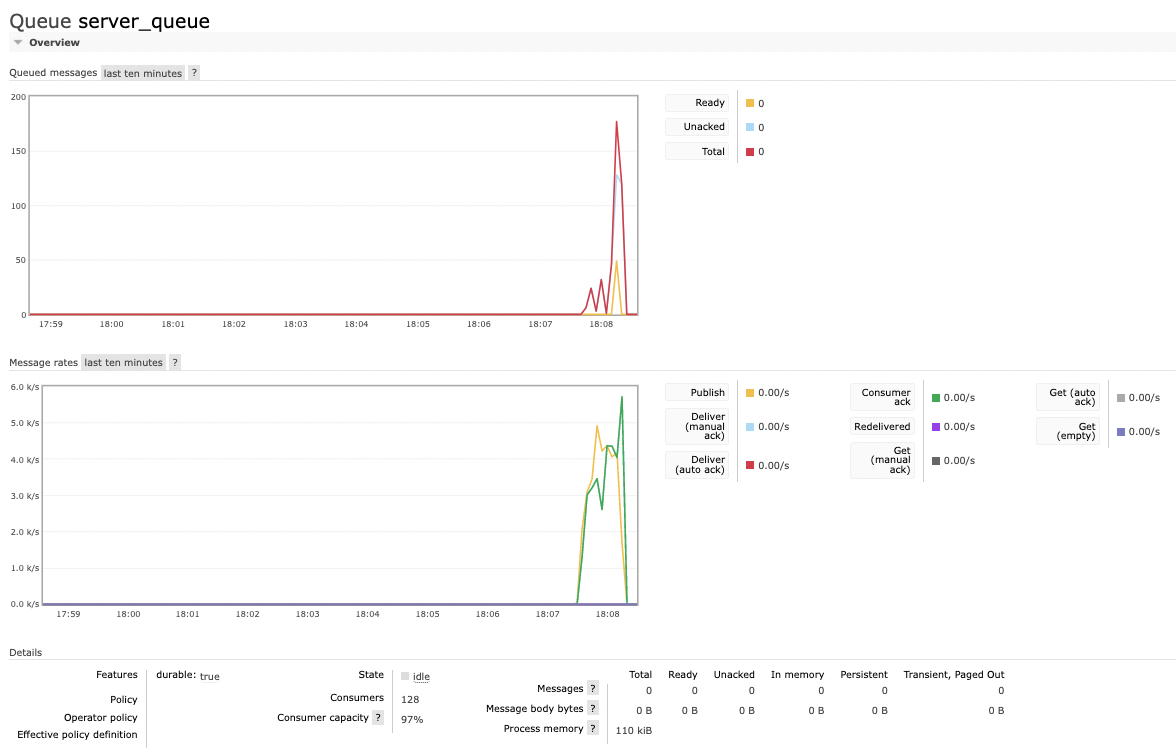 Queue server_queue
Overview
Queued messages last ten minutes ?
200
150
100
50
0
17:59 18:00 18:01 18:02 18:03 18:04 18:05 18:06 18:07 18:08
Ready 0
Unacked 0
Total 0
Message rates last ten minutes ?
6.0 k/s
5.0 k/s
4.0 k/s
3.0 k/s
2.0 k/s
1.0 k/s
0.0 k/s
17:59 18:00 18:01 18:02 18:03 18:04 18:05 18:06 18:07 18:08
Publish 0.00/s
Deliver
(manual 0.00/s
ack)
Deliver
(auto ack) 0.00/s
Consumer
ack 0.00/s
Redelivered 0.00/s
Get
(manual 0.00/s
ack)
Get (auto
ack) 0.00/s
Get
(empty) 0.00/s
Details
Features durable: true
Policy
Operator policy
Effective policy definition
State idle
Consumers 128
Consumer capacity ? 97%
Total Ready Unacked In memory Persistent Transient, Paged Out
Messages ? 0 0 0 0 0 0
Message body bytes ? 0 B 0 B 0 B 0 B 0 B 0 B
Process memory ? 110 kiB